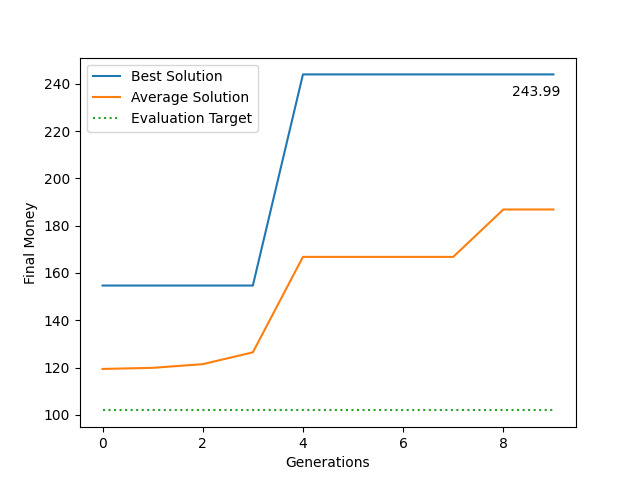 Best Solution
Average Solution
Evaluation Target
243.99
240
220
200
180
160
140
120
100
Final Money
0 2 4 6 8
Generations